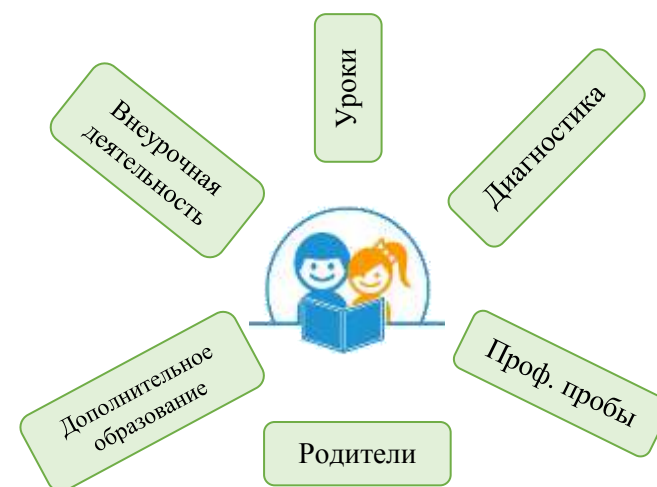 Уроки
Внеурочная
деятельность
Диагностика
Дополнительное
образование
Проф. пробы
Родители